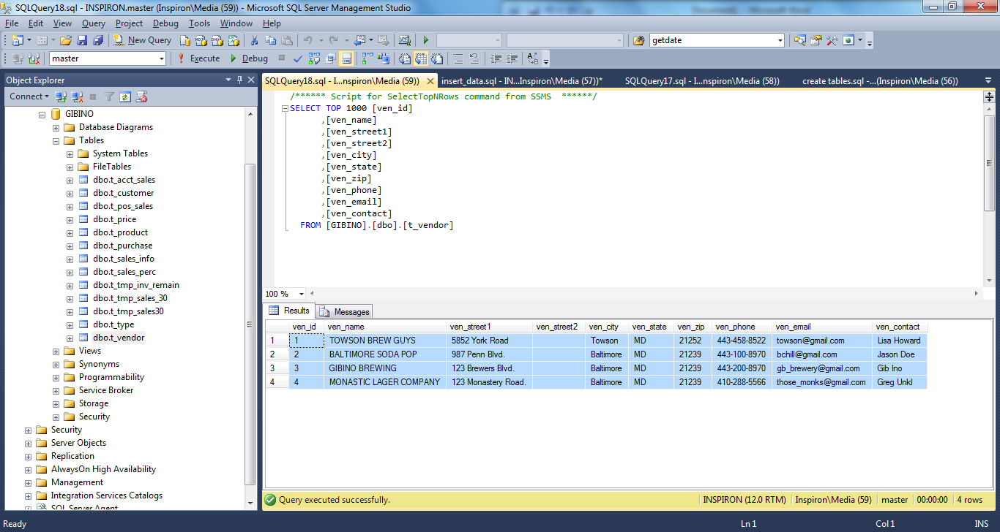 SQLQuery18.sql - INSPIRON.master (Inspiron\Media (59)) - Microsoft SQL Server Management Studio
File Edit View Query Project Debug Tools Window Help
New Query getdate
master Execute Debug
Object Explorer
Connect
GIBINO
Database Diagrams
Tables
System Tables
FileTables
dbo.t_acct_sales
dbo.t_customer
dbo.t_pos_sales
dbo.t_price
dbo.t_product
dbo.t_purchase
dbo.t_sales_info
dbo.t_sales_perc
dbo.t_tmp_inv_remain
dbo.t_tmp_sales_30
dbo.t_tmp_sales30
dbo.t_type
dbo.t_vendor
Views
Synonyms
Programmability
Service Broker
Storage
Security
Security
Server Objects
Replication
AlwaysOn High Availability
Management
Integration Services Catalogs
SQL Server Agent
SQLQuery18.sql - I...nspiron\Media (59)) insert_data.sql - IN...Inspiron\Media (57))* SQLQuery17.sql - I...nspiron\Media (58)) create tables.sql -...(Inspiron\Media (56))
/****** Script for SelectTopNRows command from SSMS ******/
SELECT TOP 1000 [ven_id]
,[ven_name]
,[ven_street1]
,[ven_street2]
,[ven_city]
,[ven_state]
,[ven_zip]
,[ven_phone]
,[ven_email]
,[ven_contact]
FROM [GIBINO].[dbo].[t_vendor]
100 %
Results Messages
ven_id ven_name ven_street1 ven_street2 ven_city ven_state ven_zip ven_phone ven_email ven_contact
1 1 TOWSON BREW GUYS 5852 York Road Towson MD 21252 443-458-8522 towson@gmail.com Lisa Howard
2 2 BALTIMORE SODA POP 987 Penn Blvd. Baltimore MD 21239 443-100-8970 bchill@gmail.com Jason Doe
3 3 GIBINO BREWING 123 Brewers Blvd. Baltimore MD 21239 443-200-8970 gb_brewery@gmail.com Gib Ino
4 4 MONASTIC LAGER COMPANY 123 Monastery Road. Baltimore MD 21239 410-288-5566 those_monks@gmail.com Greg Unkl
Query executed successfully. INSPIRON (12.0 RTM) Inspiron\Media (59) master 00:00:00 4 rows
Ready Ln 1 Col 1 INS